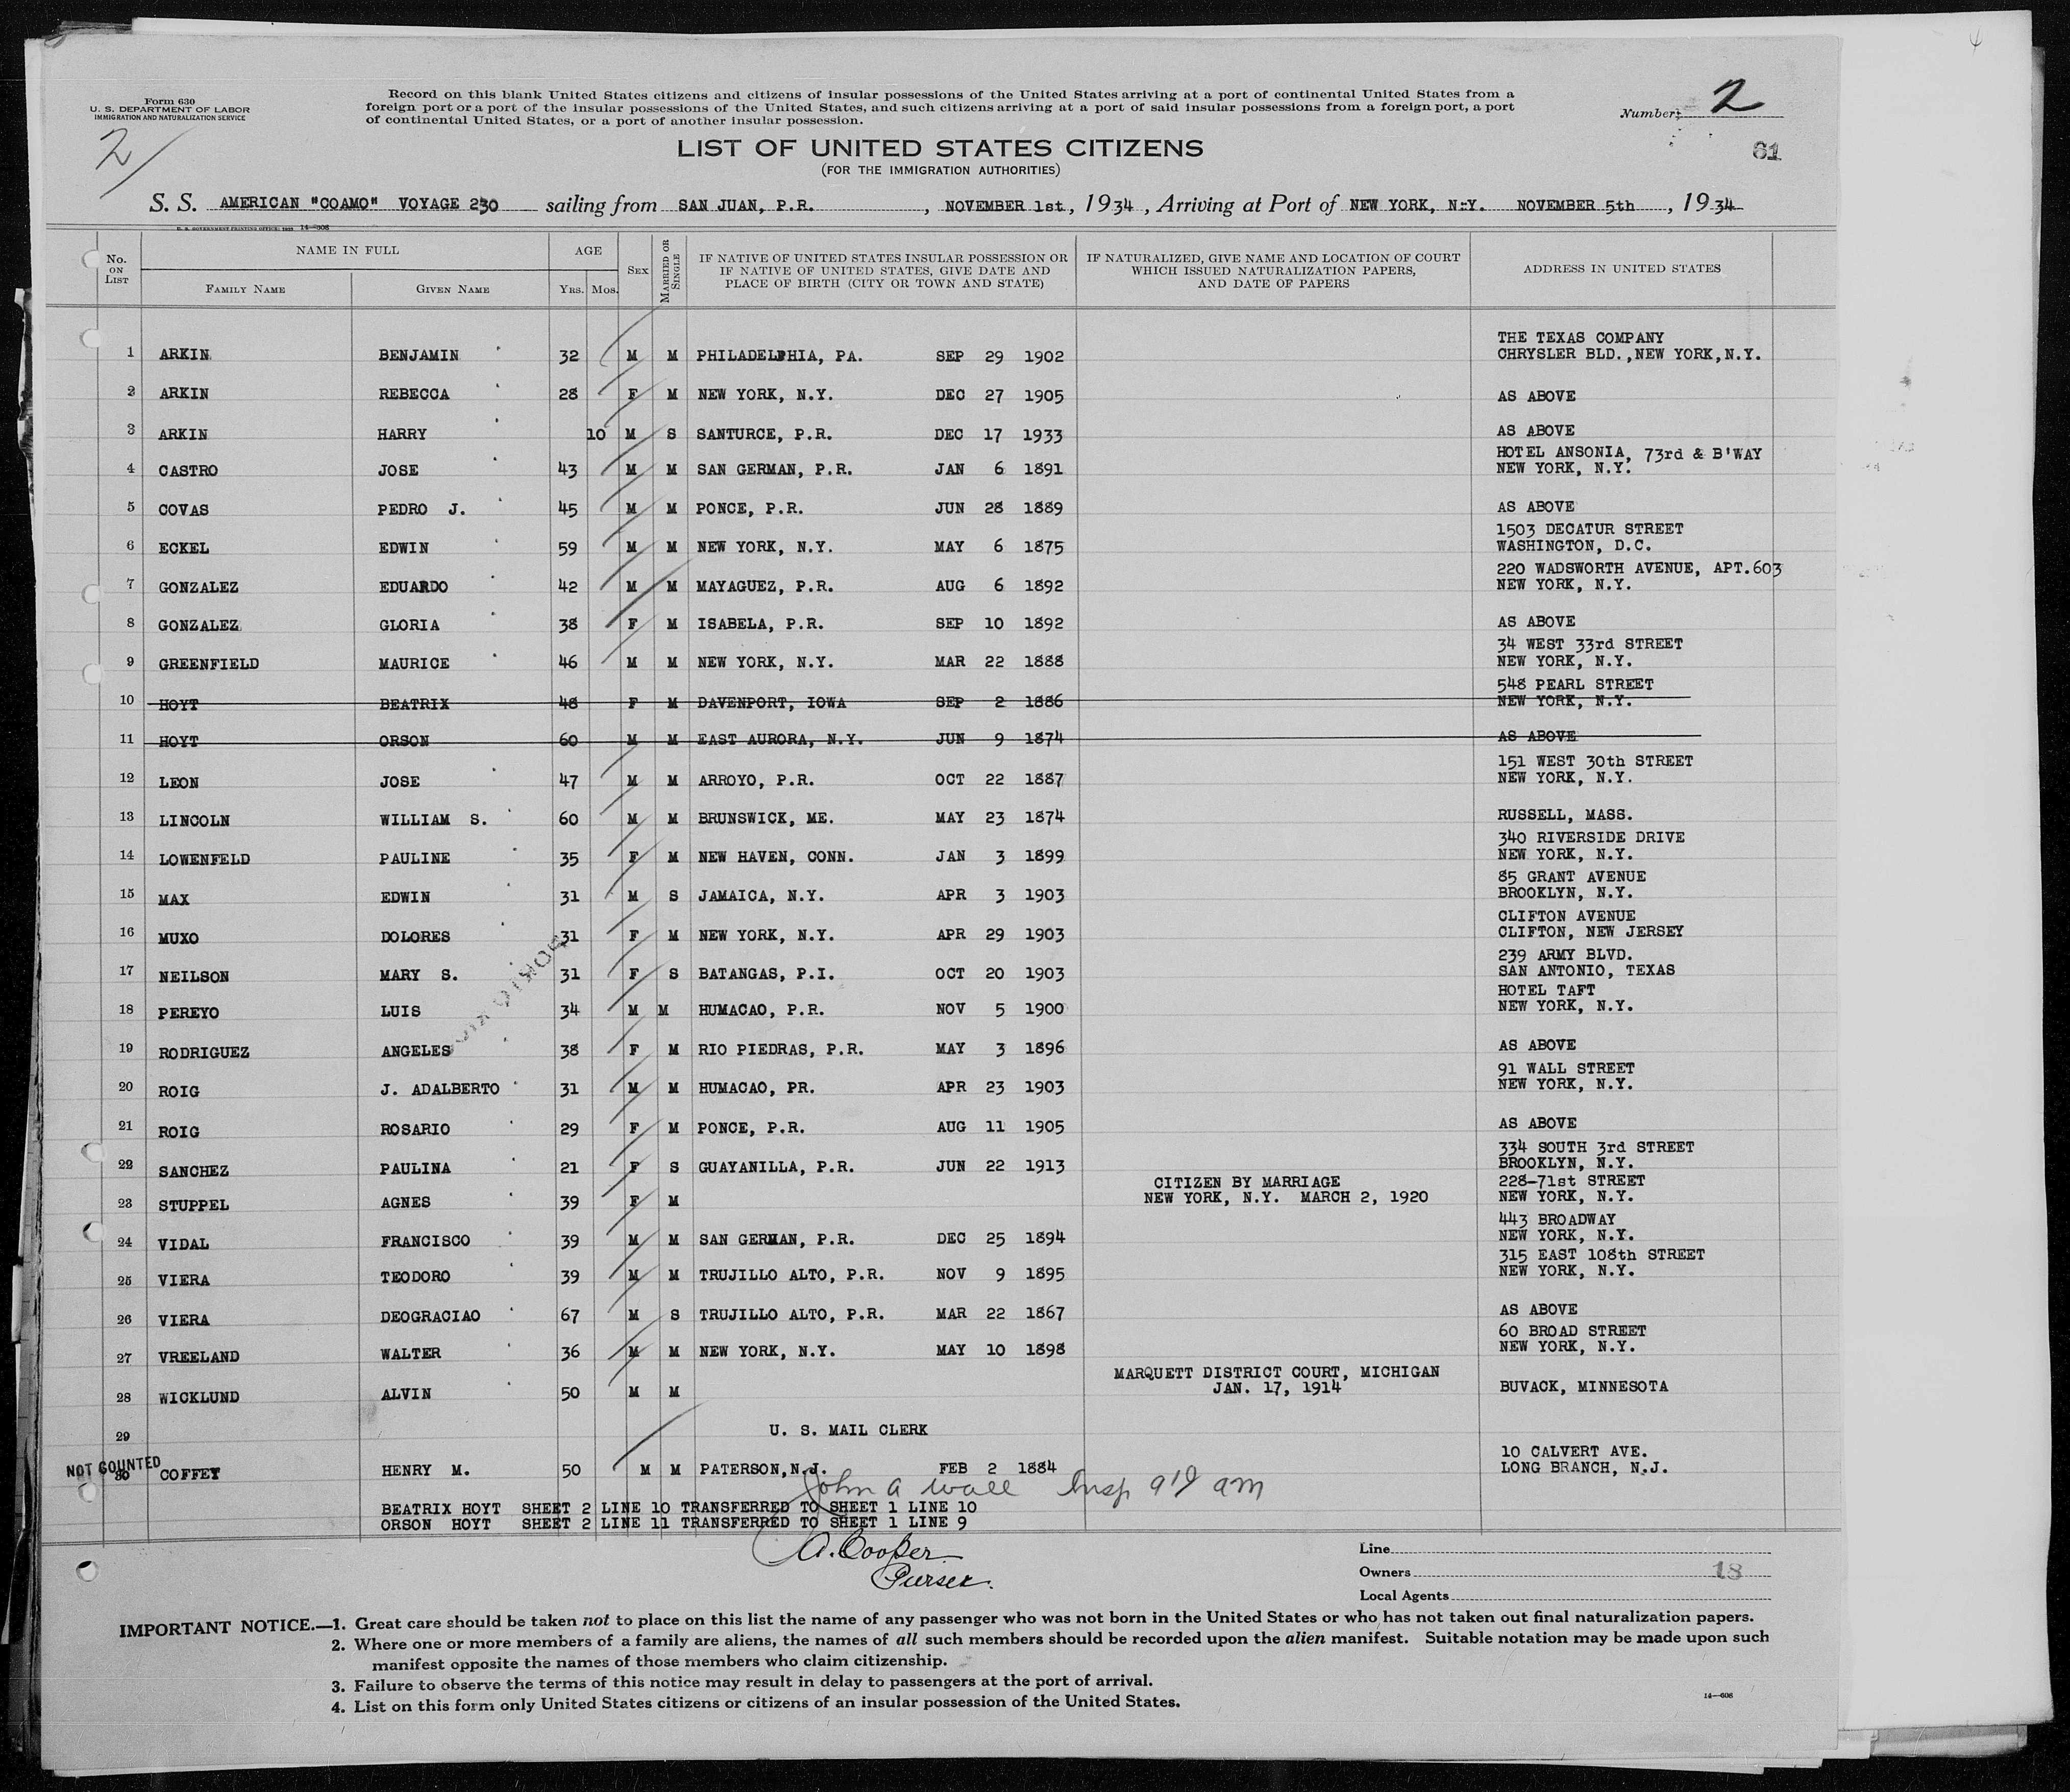 Form 630
U. S. DEPARTMENT OF LABOR
IMMIGRATION AND NATURALIZATION SERVICE
2
Record on this blank United States citizens and citizens of insular possessions of the United States arriving at a port of continental United States from a
foreign port or a port of the insular possessions of the United States, and such citizens arriving at a port of said insular possessions from a foreign port, a port
of continental United States, or a port of another insular possession.
Number 2
61
LIST OF UNITED STATES CITIZENS
(FOR THE IMMIGRATION AUTHORITIES)
S. S. AMERICAN "COAMO" VOYAGE 230 sailing from SAN JUAN, P.R., NOVEMBER 1st, 1934, Arriving at Port of NEW YORK, N.Y. NOVEMBER 5th, 1934
U. S. GOVERNMENT PRINTING OFFICE: 1932 14—606
No. ON LIST NAME IN FULL FAMILY NAME GIVEN NAME AGE YRS. MOS. SEX MARRIED OR SINGLE IF NATIVE OF UNITED STATES INSULAR POSSESSION OR IF NATIVE OF UNITED STATES, GIVE DATE AND PLACE OF BIRTH (CITY OR TOWN AND STATE) IF NATURALIZED, GIVE NAME AND LOCATION OF COURT WHICH ISSUED NATURALIZATION PAPERS, AND DATE OF PAPERS ADDRESS IN UNITED STATES
THE TEXAS COMPANY
1 ARKIN BENJAMIN 32 M M PHILADELPHIA, PA. SEP 29 1902 CHRYSLER BLD.,NEW YORK,N.Y.
2 ARKIN REBECCA 28 F M NEW YORK, N.Y. DEC 27 1905 AS ABOVE
3 ARKIN HARRY 10 M S SANTURCE, P.R. DEC 17 1933 AS ABOVE
HOTEL ANSONIA, 73rd & B'WAY
4 CASTRO JOSE 43 M M SAN GERMAN, P.R. JAN 6 1891 NEW YORK, N.Y.
5 COVAS PEDRO J. 45 M M PONCE, P.R. JUN 28 1889 AS ABOVE
1503 DECATUR STREET
6 ECKEL EDWIN 59 M M NEW YORK, N.Y. MAY 6 1875 WASHINGTON, D.C.
220 WADSWORTH AVENUE, APT.603
7 GONZALEZ EDUARDO 42 M M MAYAGUEZ, P.R. AUG 6 1892 NEW YORK, N.Y.
8 GONZALEZ GLORIA 38 F M ISABELA, P.R. SEP 10 1892 AS ABOVE
34 WEST 33rd STREET
9 GREENFIELD MAURICE 46 M M NEW YORK, N.Y. MAR 22 1888 NEW YORK, N.Y.
548 PEARL STREET
10 HOYT BEATRIX 48 F M DAVENPORT, IOWA SEP 2 1886 NEW YORK, N.Y.
11 HOYT ORSON 60 M M EAST AURORA, N.Y. JUN 9 1874 AS ABOVE
151 WEST 30th STREET
12 LEON JOSE 47 M M ARROYO, P.R. OCT 22 1887 NEW YORK, N.Y.
13 LINCOLN WILLIAM S. 60 M M BRUNSWICK, ME. MAY 23 1874 RUSSELL, MASS.
340 RIVERSIDE DRIVE
14 LOWENFELD PAULINE 35 F M NEW HAVEN, CONN. JAN 3 1899 NEW YORK, N.Y.
85 GRANT AVENUE
15 MAX EDWIN 31 M S JAMAICA, N.Y. APR 3 1903 BROOKLYN, N.Y.
CLIFTON AVENUE
16 MUXO DOLORES 31 F M NEW YORK, N.Y. APR 29 1903 CLIFTON, NEW JERSEY
239 ARMY BLVD.
17 NEILSON MARY S. 31 F S BATANGAS, P.I. OCT 20 1903 SAN ANTONIO, TEXAS
HOTEL TAFT
18 PEREYO LUIS 34 M M HUMACAO, P.R. NOV 5 1900 NEW YORK, N.Y.
19 RODRIGUEZ ANGELES 38 F M RIO PIEDRAS, P.R. MAY 3 1896 AS ABOVE
91 WALL STREET
20 ROIG J. ADALBERTO 31 M M HUMACAO, PR. APR 23 1903 NEW YORK, N.Y.
21 ROIG ROSARIO 29 F M PONCE, P.R. AUG 11 1905 AS ABOVE
334 SOUTH 3rd STREET
22 SANCHEZ PAULINA 21 F S GUAYANILLA, P.R. JUN 22 1913 BROOKLYN, N.Y.
CITIZEN BY MARRIAGE 228-71st STREET
23 STUPPEL AGNES 39 F M NEW YORK, N.Y. MARCH 2, 1920 NEW YORK, N.Y.
443 BROADWAY
24 VIDAL FRANCISCO 39 M M SAN GERMAN, P.R. DEC 25 1894 NEW YORK, N.Y.
315 EAST 108th STREET
25 VIERA TEODORO 39 M M TRUJILLO ALTO, P.R. NOV 9 1895 NEW YORK, N.Y.
26 VIERA DEOGRACIAO 67 M S TRUJILLO ALTO, P.R. MAR 22 1867 AS ABOVE
60 BROAD STREET
27 VREELAND WALTER 36 M M NEW YORK, N.Y. MAY 10 1898 NEW YORK, N.Y.
MARQUETT DISTRICT COURT, MICHIGAN
28 WICKLUND ALVIN 50 M M JAN. 17, 1914 BUVACK, MINNESOTA
29 U. S. MAIL CLERK
10 CALVERT AVE.
NOT COUNTED 30 COFFEY HENRY M. 50 M M PATERSON,N.J. FEB 2 1884 LONG BRANCH, N.J.
John A Wall Insp
BEATRIX HOYT SHEET 2 LINE 10 TRANSFERRED TO SHEET 1 LINE 10
ORSON HOYT SHEET 2 LINE 11 TRANSFERRED TO SHEET 1 LINE 9
A. Cooper
Purser.
Line
Owners 18
Local Agents
IMPORTANT NOTICE.—1. Great care should be taken not to place on this list the name of any passenger who was not born in the United States or who has not taken out final naturalization papers.
2. Where one or more members of a family are aliens, the names of all such members should be recorded upon the alien manifest. Suitable notation may be made upon such
manifest opposite the names of those members who claim citizenship.
3. Failure to observe the terms of this notice may result in delay to passengers at the port of arrival.
4. List on this form only United States citizens or citizens of an insular possession of the United States.
14—606